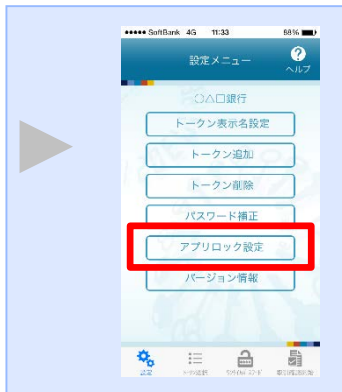 ●●●●● SoftBank 4G 11:33 88%
設定メニュー
?
ヘルプ
○△□銀行
トークン表示名設定
トークン追加
トークン削除
パスワード補正
アプリロック設定
バージョン情報
設定